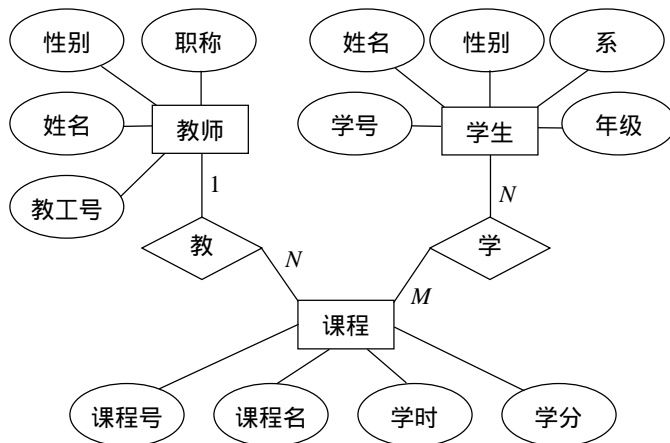 性别
职称
姓名
性别
系
姓名
教师
学号
学生
年级
教工号
1
N
教
学
N
M
课程
课程号
课程名
学时
学分